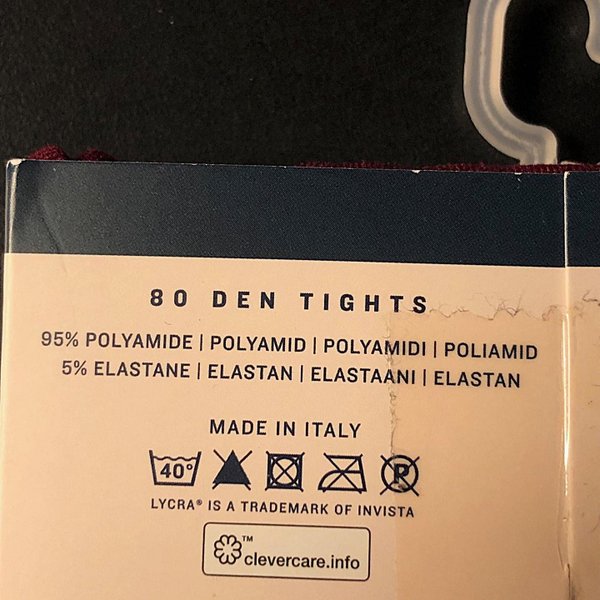 80 DEN TIGHTS
95% POLYAMIDE | POLYAMID | POLYAMIDI | POLIAMID
5% ELASTANE | ELASTAN | ELASTAANI | ELASTAN
MADE IN ITALY
40° P
LYCRA® IS A TRADEMARK OF INVISTA
™ clevercare.info